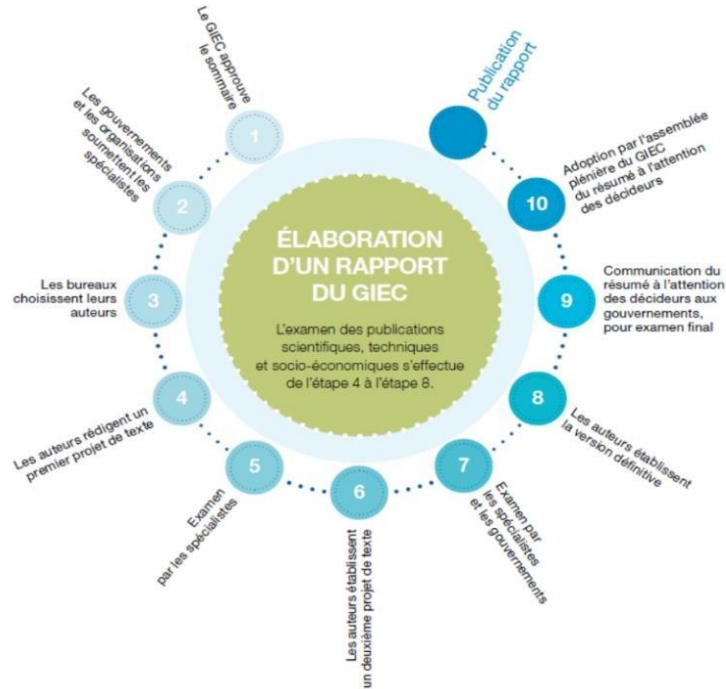 ÉLABORATION
D'UN RAPPORT
DU GIEC
L'examen des publications
scientifiques, techniques
et socio-économiques s'effectue
de l'étape 4 à l'étape 8.
1
Le GIEC approuve
le sommaire
2
Les gouvernements
et les organisations
soumettent les
spécialistes
3
Les bureaux
choisissent leurs
auteurs
4
Les auteurs rédigent un
premier projet de texte
5
Examen
par les spécialistes
6
Les auteurs établissent
un deuxième projet de texte
7
Examen par
les spécialistes
et les gouvernements
8
Les auteurs établissent
la version définitive
9
Communication du
résumé à l'attention
des décideurs aux
gouvernements,
pour examen final
10
Adoption par l'assemblée
plénière du GIEC
du résumé à l'attention
des décideurs
Publication
du rapport